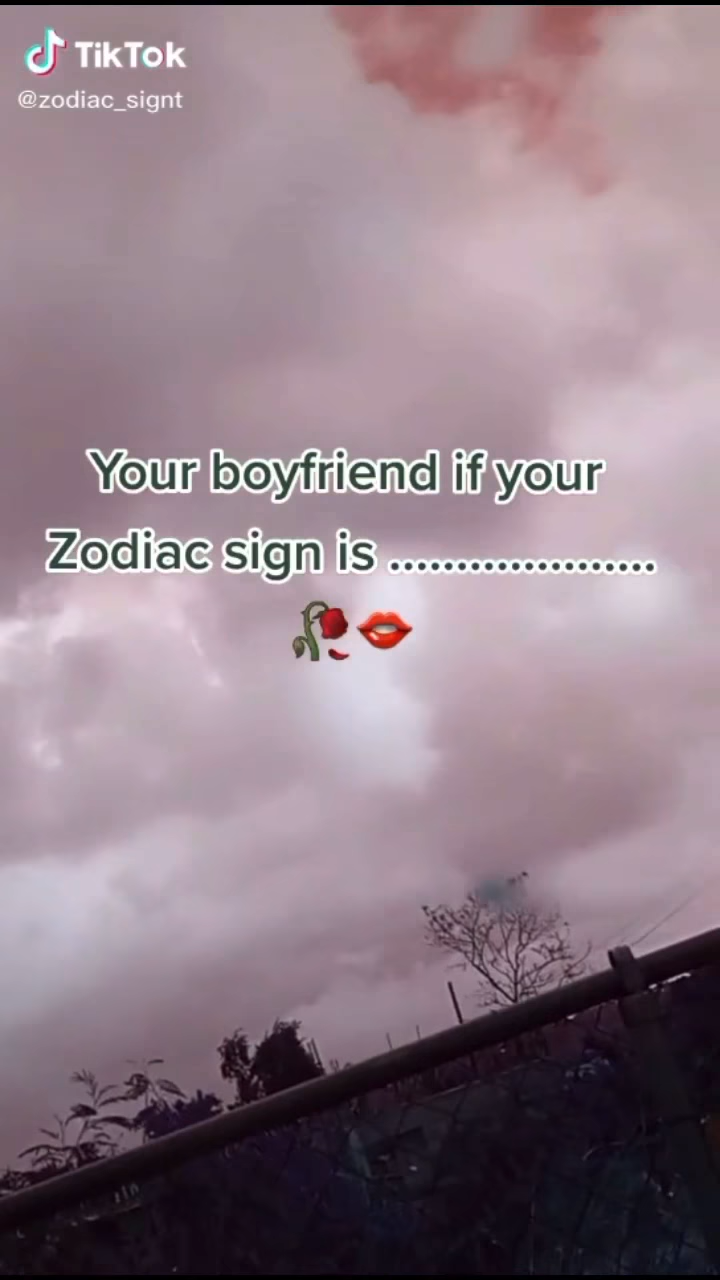 TikTok
@zodiac_signt
Your boyfriend if your
Zodiac sign is ...................